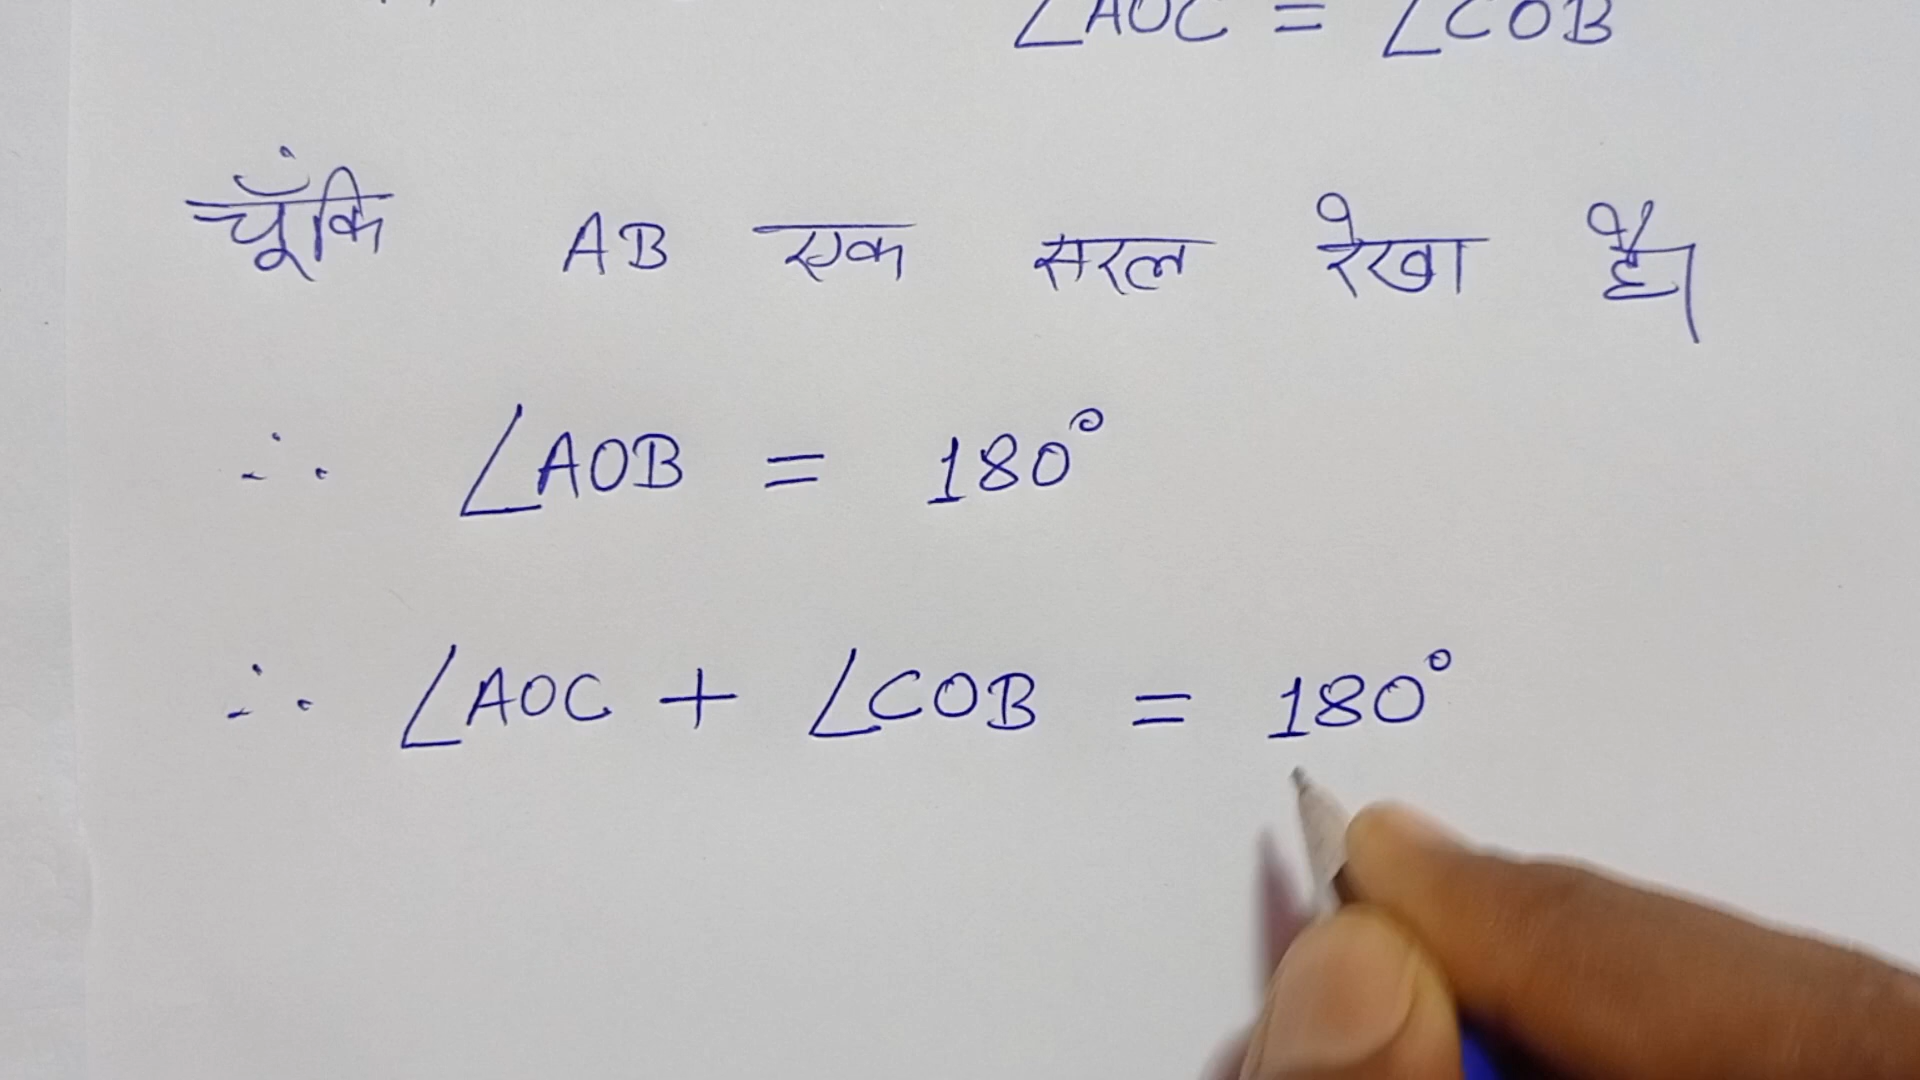 ∠AOC = ∠COB
चूँकि AB एक सरल रेखा है।
∴ ∠AOB = 180°
∴ ∠AOC + ∠COB = 180°